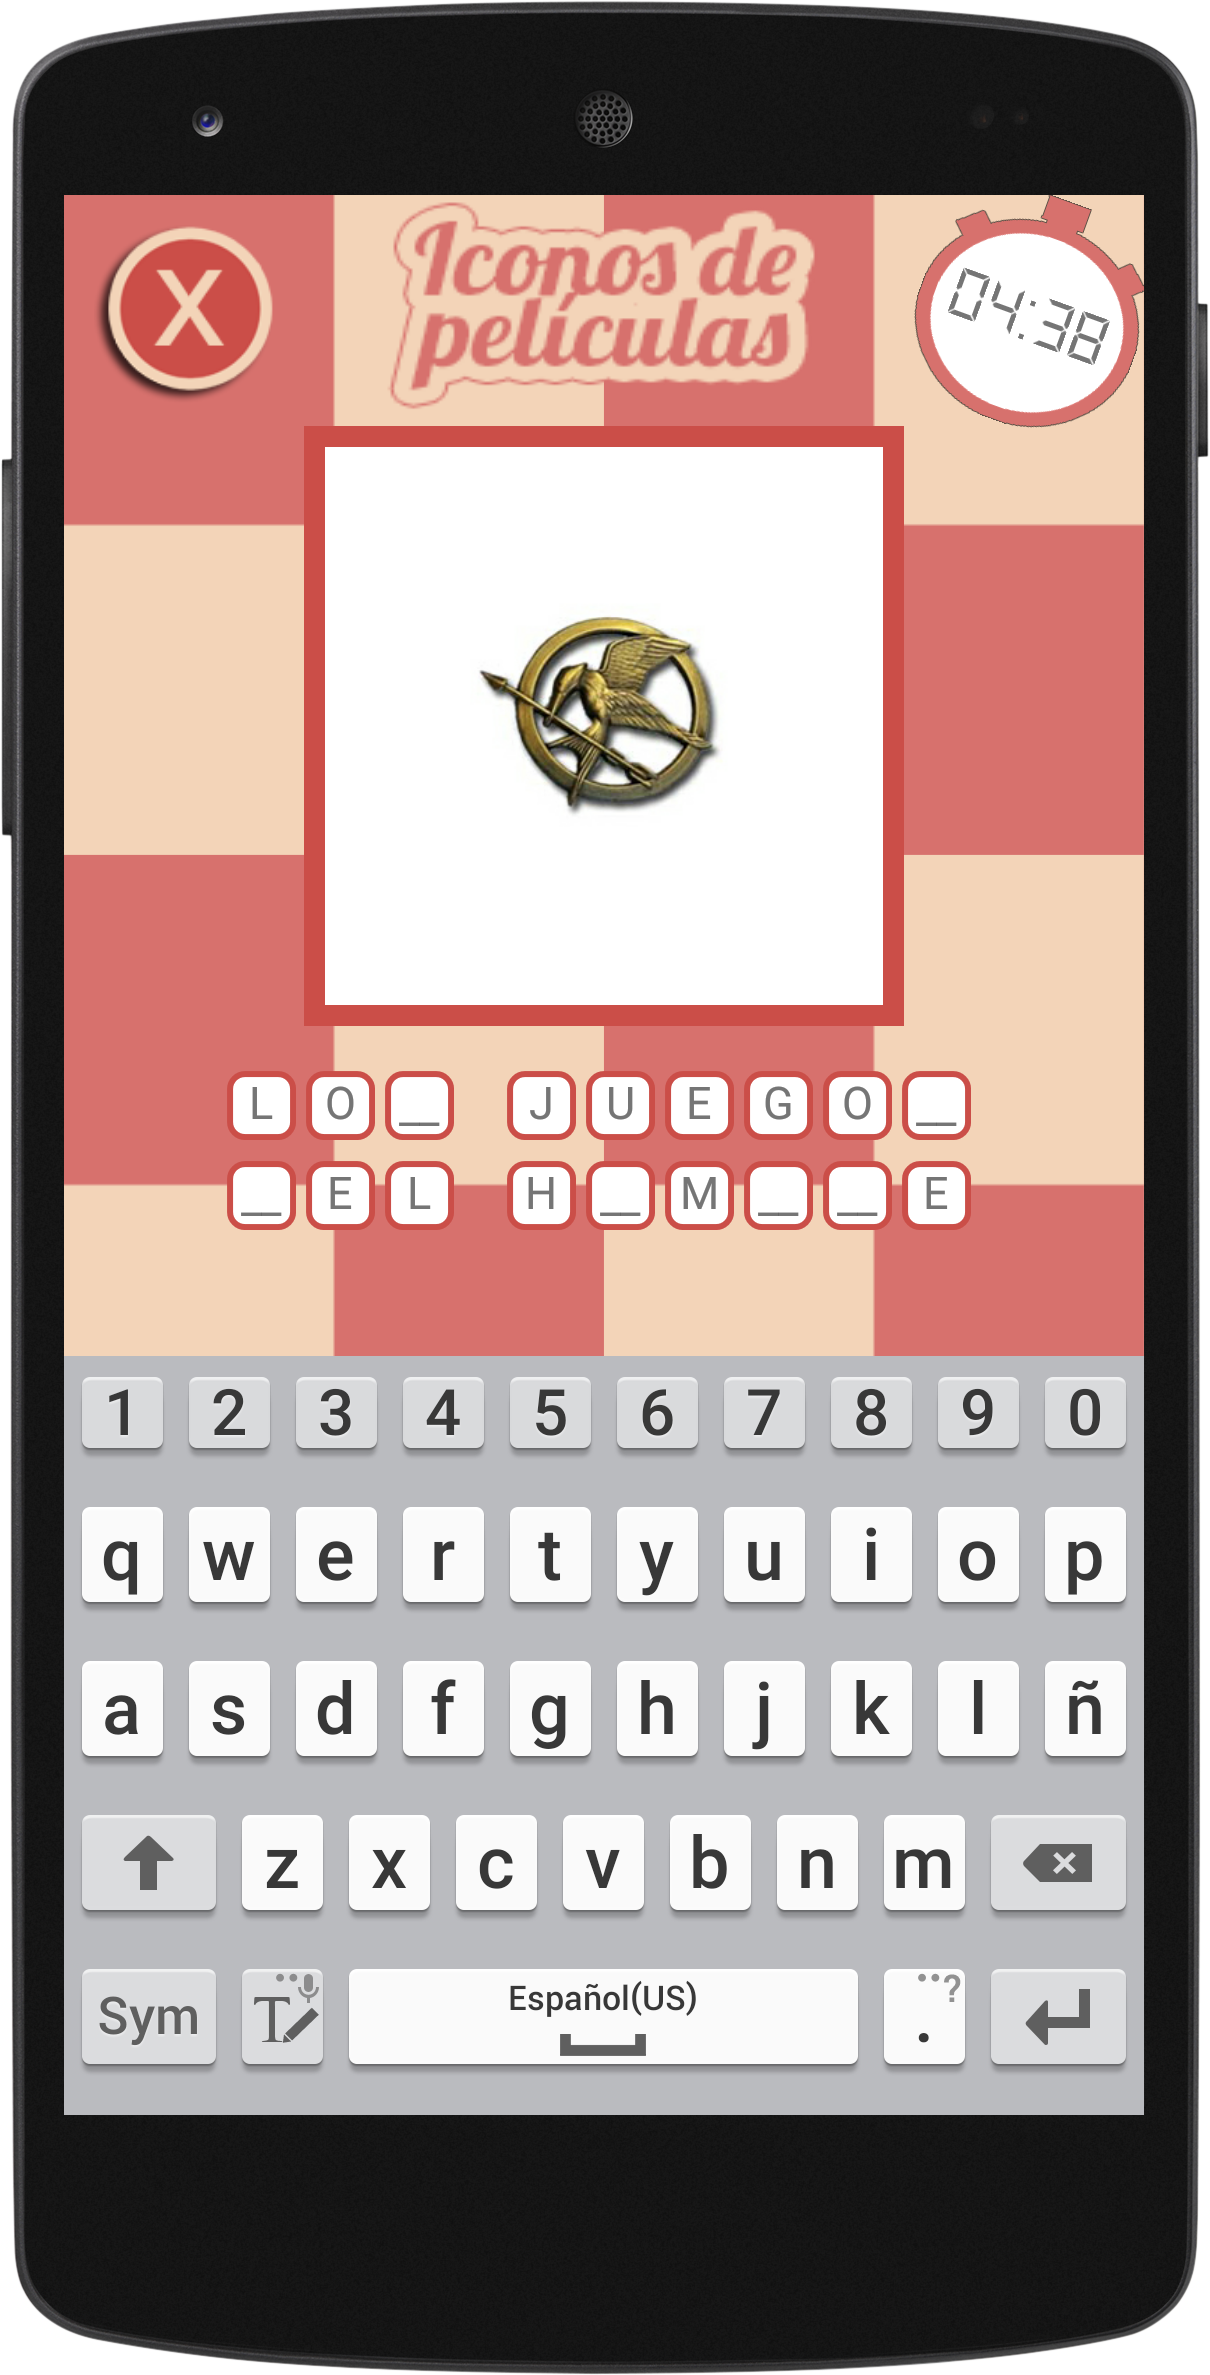 X
Iconos de
películas
04:38
L O _ J U E G O _
_ E L H _ M _ _ E
1 2 3 4 5 6 7 8 9 0
q w e r t y u i o p
a s d f g h j k l ñ
z x c v b n m
Sym T Español(US) . ?